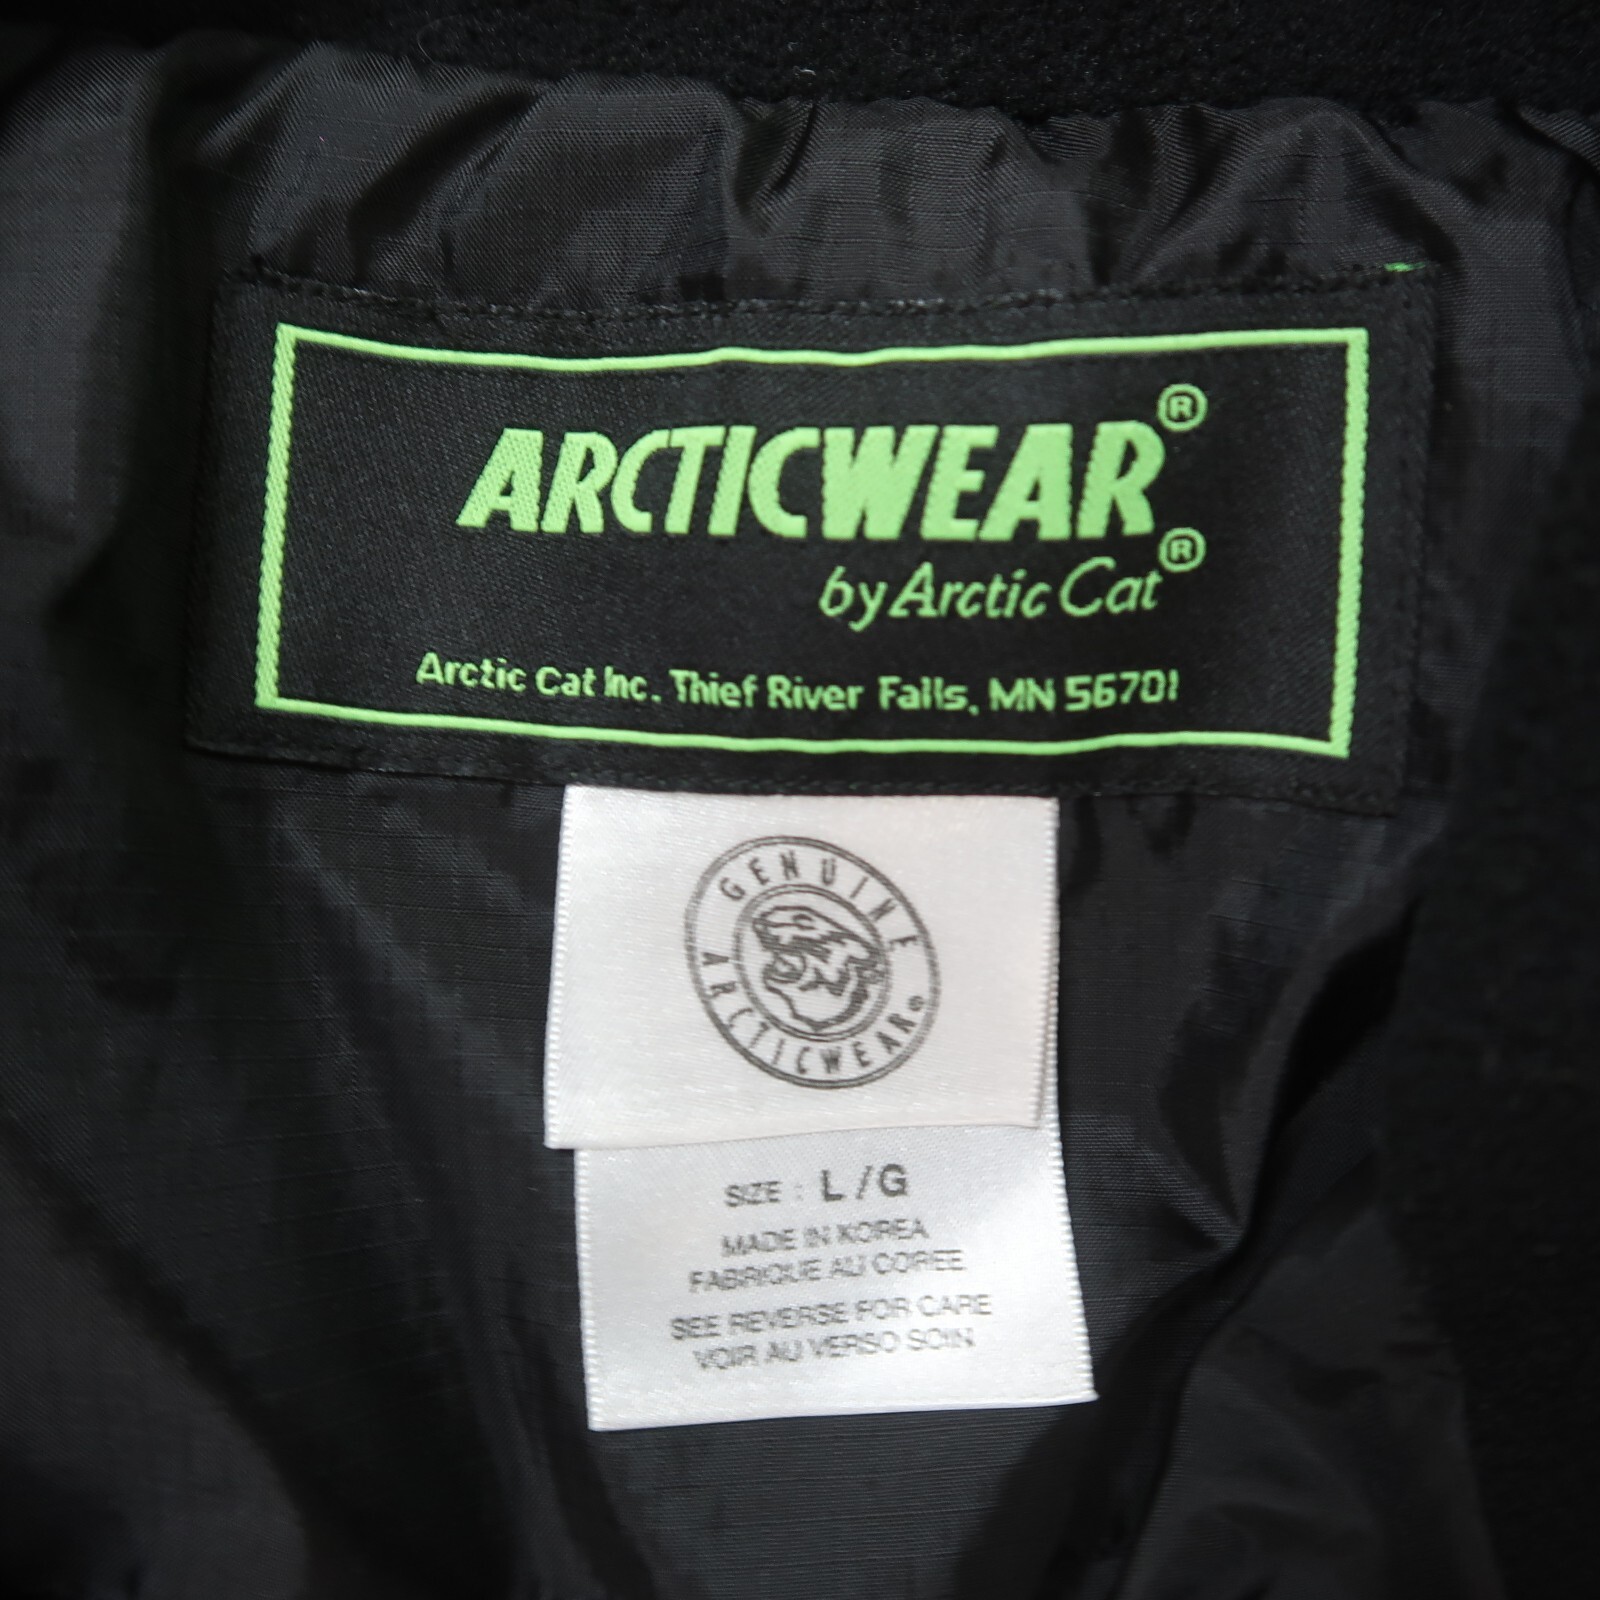 ARCTICWEAR®
by Arctic Cat®
Arctic Cat Inc. Thief River Falls, MN 56701
GENUINE
ARCTICWEAR®
SIZE : L/G
MADE IN KOREA
FABRIQUE AU COREE
SEE REVERSE FOR CARE
VOIR AU VERSO SOIN